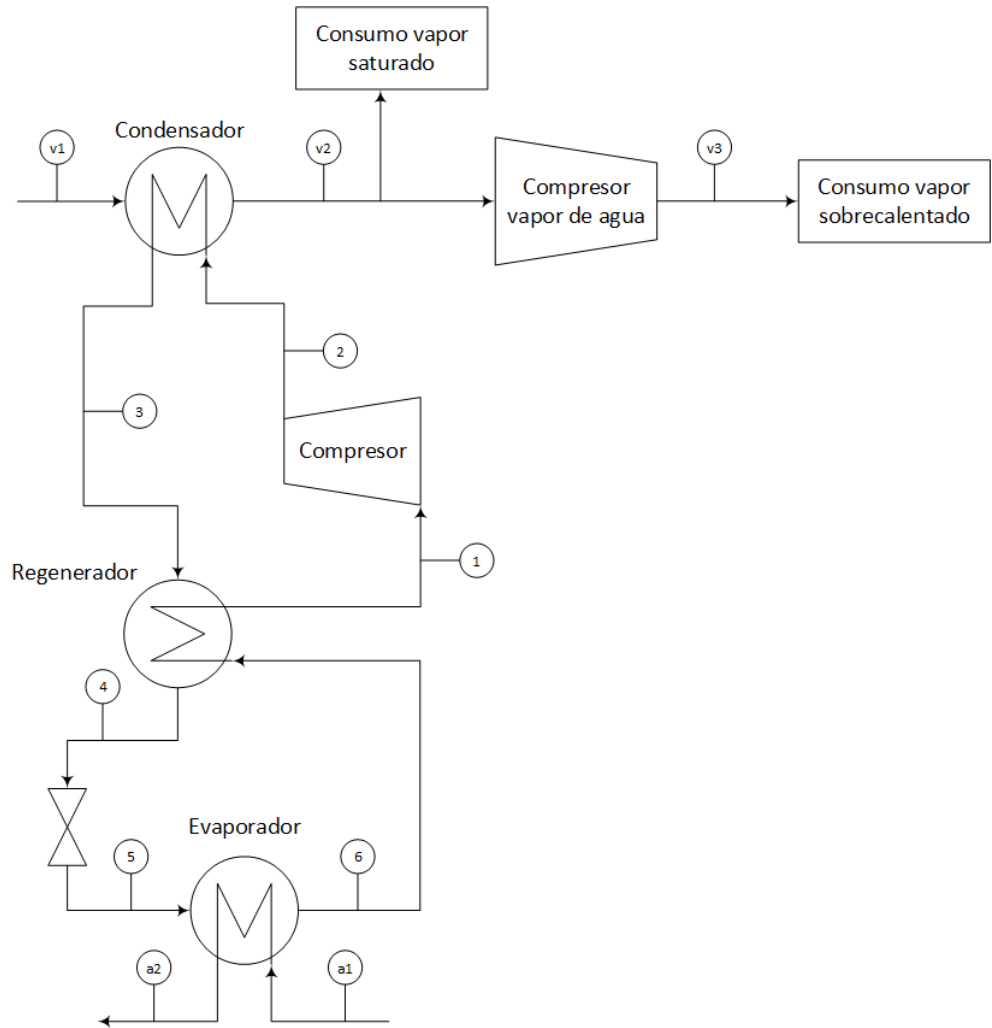 Consumo vapor
saturado
Condensador
v1
v2
v3
Compresor
vapor de agua
Consumo vapor
sobrecalentado
2
3
Compresor
1
Regenerador
4
Evaporador
5
6
a2
a1